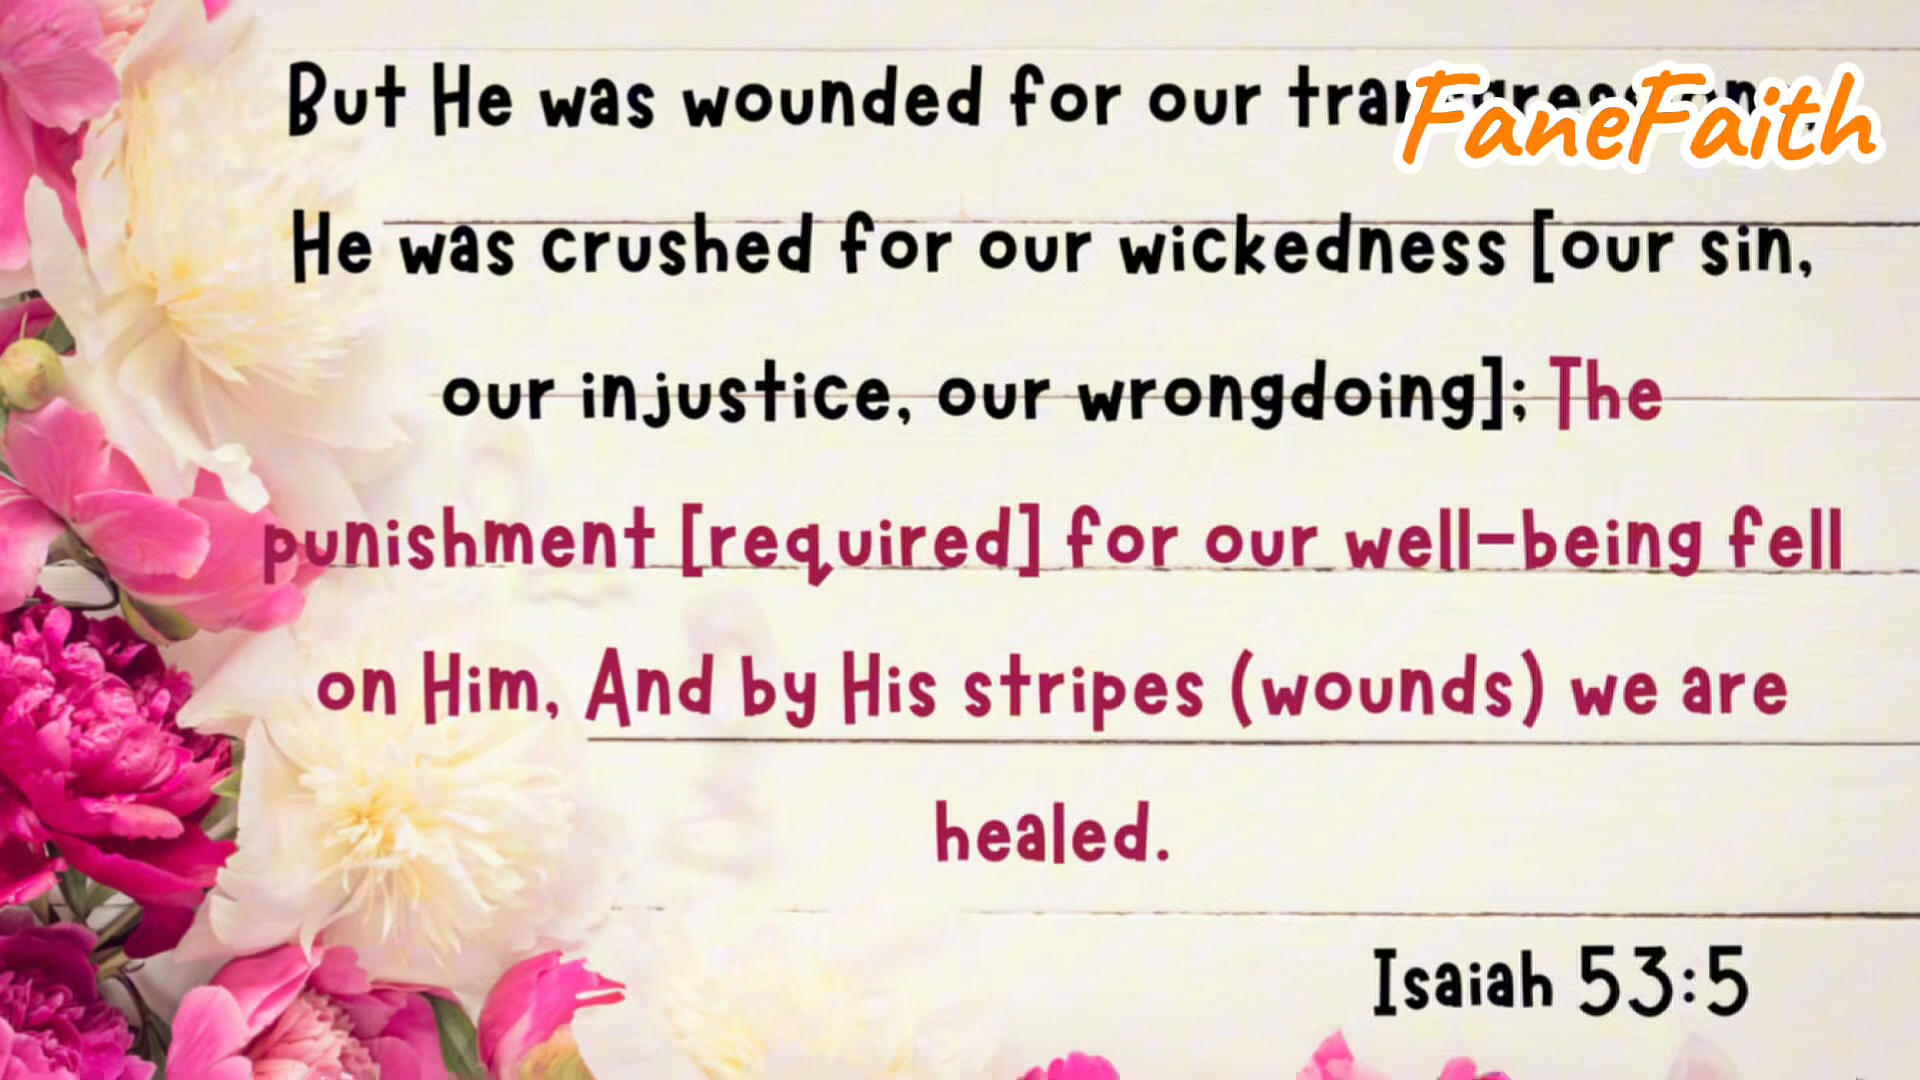 But He was wounded for our
FaneFaith
He was crushed for our wickedness [our sin,
our injustice, our wrongdoing]; The
punishment [required] for our well-being fell
on Him, And by His stripes (wounds) we are
healed.
Isaiah 53:5